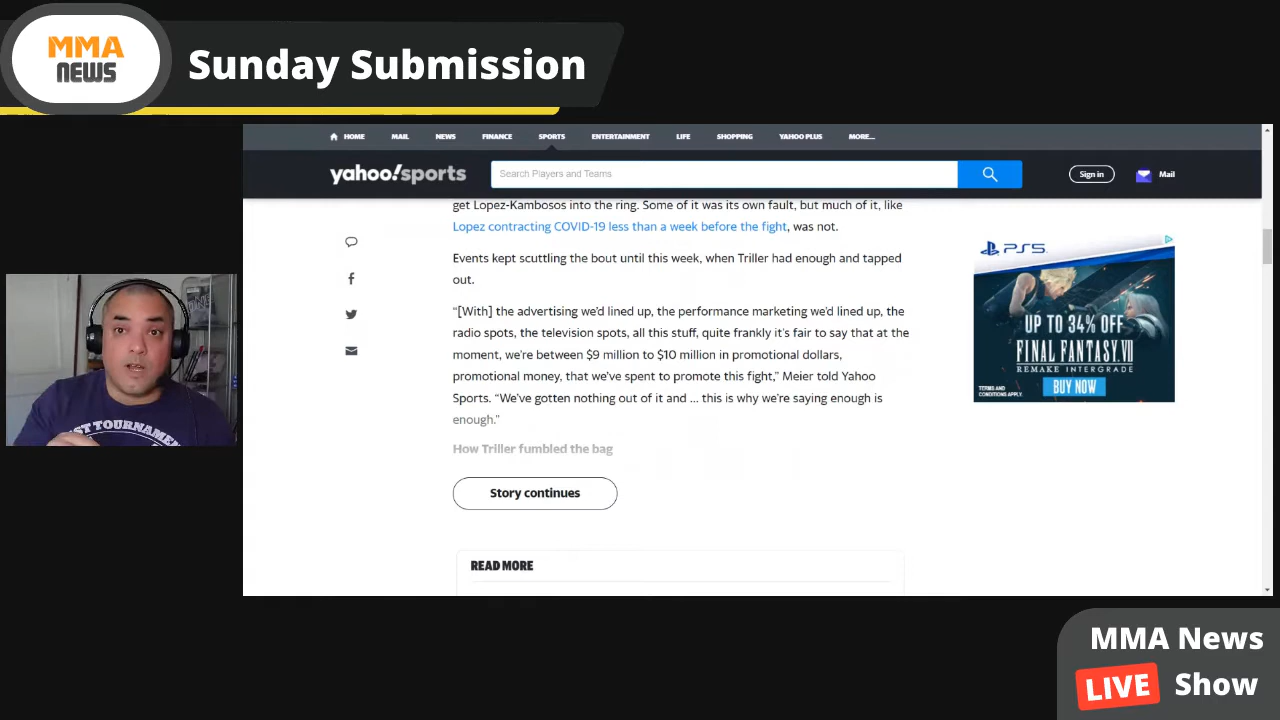 MMA
NEWS
Sunday Submission
HOME MAIL NEWS FINANCE SPORTS ENTERTAINMENT LIFE SHOPPING YAHOO PLUS MORE...
yahoo!sports
Search Players and Teams
Sign in
Mail
get Lopez-Kambosos into the ring. Some of it was its own fault, but much of it, like
Lopez contracting COVID-19 less than a week before the fight, was not.
Events kept scuttling the bout until this week, when Triller had enough and tapped
out.
“[With] the advertising we’d lined up, the performance marketing we’d lined up, the
radio spots, the television spots, all this stuff, quite frankly it’s fair to say that at the
moment, we’re between $9 million to $10 million in promotional dollars,
promotional money, that we’ve spent to promote this fight,” Meier told Yahoo
Sports. “We’ve gotten nothing out of it and ... this is why we’re saying enough is
enough.”
How Triller fumbled the bag
Story continues
READ MORE
PS5
UP TO 34% OFF
FINAL FANTASY VII
REMAKE INTERGRADE
TERMS AND
CONDITIONS APPLY.
BUY NOW
TOURNAM
MMA News
LIVE Show